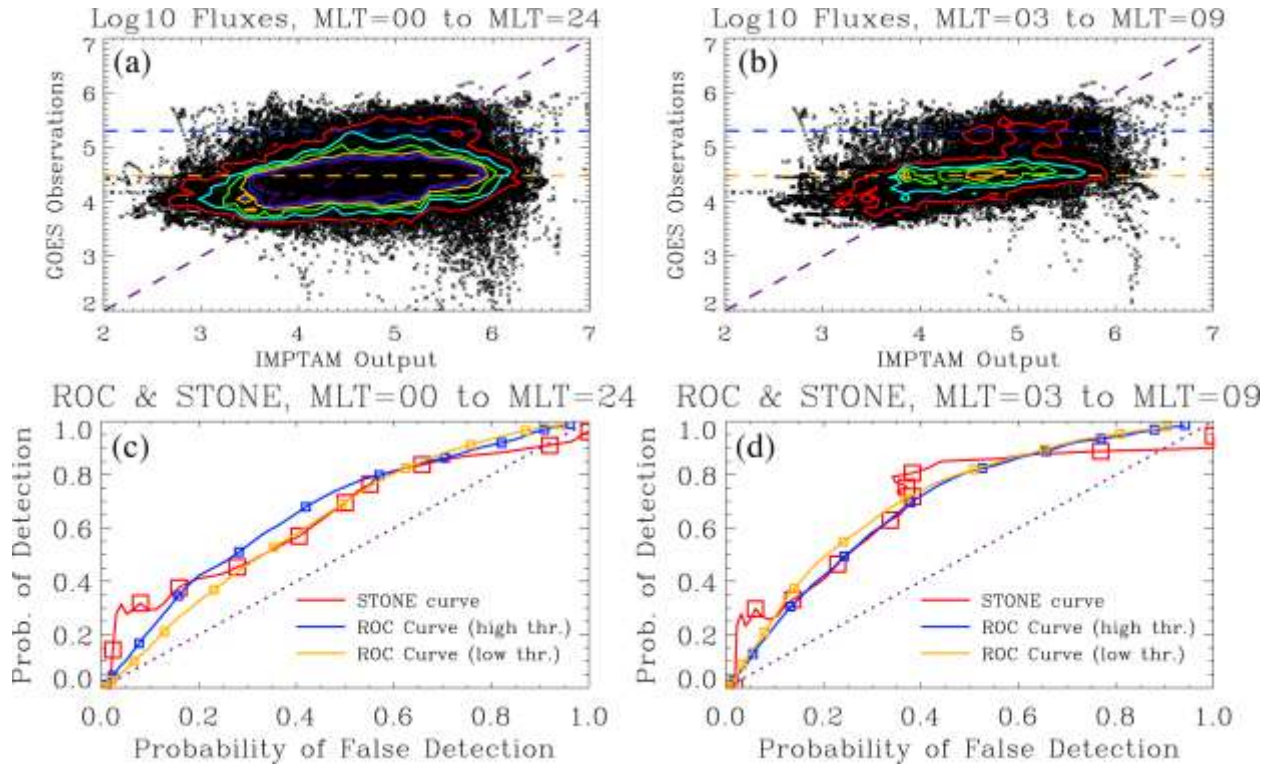 Log10 Fluxes, MLT=00 to MLT=24
(a)
GOES Observations
7
6
5
4
3
2
2 3 4 5 6 7
IMPTAM Output
Log10 Fluxes, MLT=03 to MLT=09
(b)
GOES Observations
7
6
5
4
3
2
2 3 4 5 6 7
IMPTAM Output
ROC & STONE, MLT=00 to MLT=24
(c)
Prob. of Detection
1.0
0.8
0.6
0.4
0.2
0.0
STONE curve
ROC Curve (high thr.)
ROC Curve (low thr.)
0.0 0.2 0.4 0.6 0.8 1.0
Probability of False Detection
ROC & STONE, MLT=03 to MLT=09
(d)
Prob. of Detection
1.0
0.8
0.6
0.4
0.2
0.0
STONE curve
ROC Curve (high thr.)
ROC Curve (low thr.)
0.0 0.2 0.4 0.6 0.8 1.0
Probability of False Detection